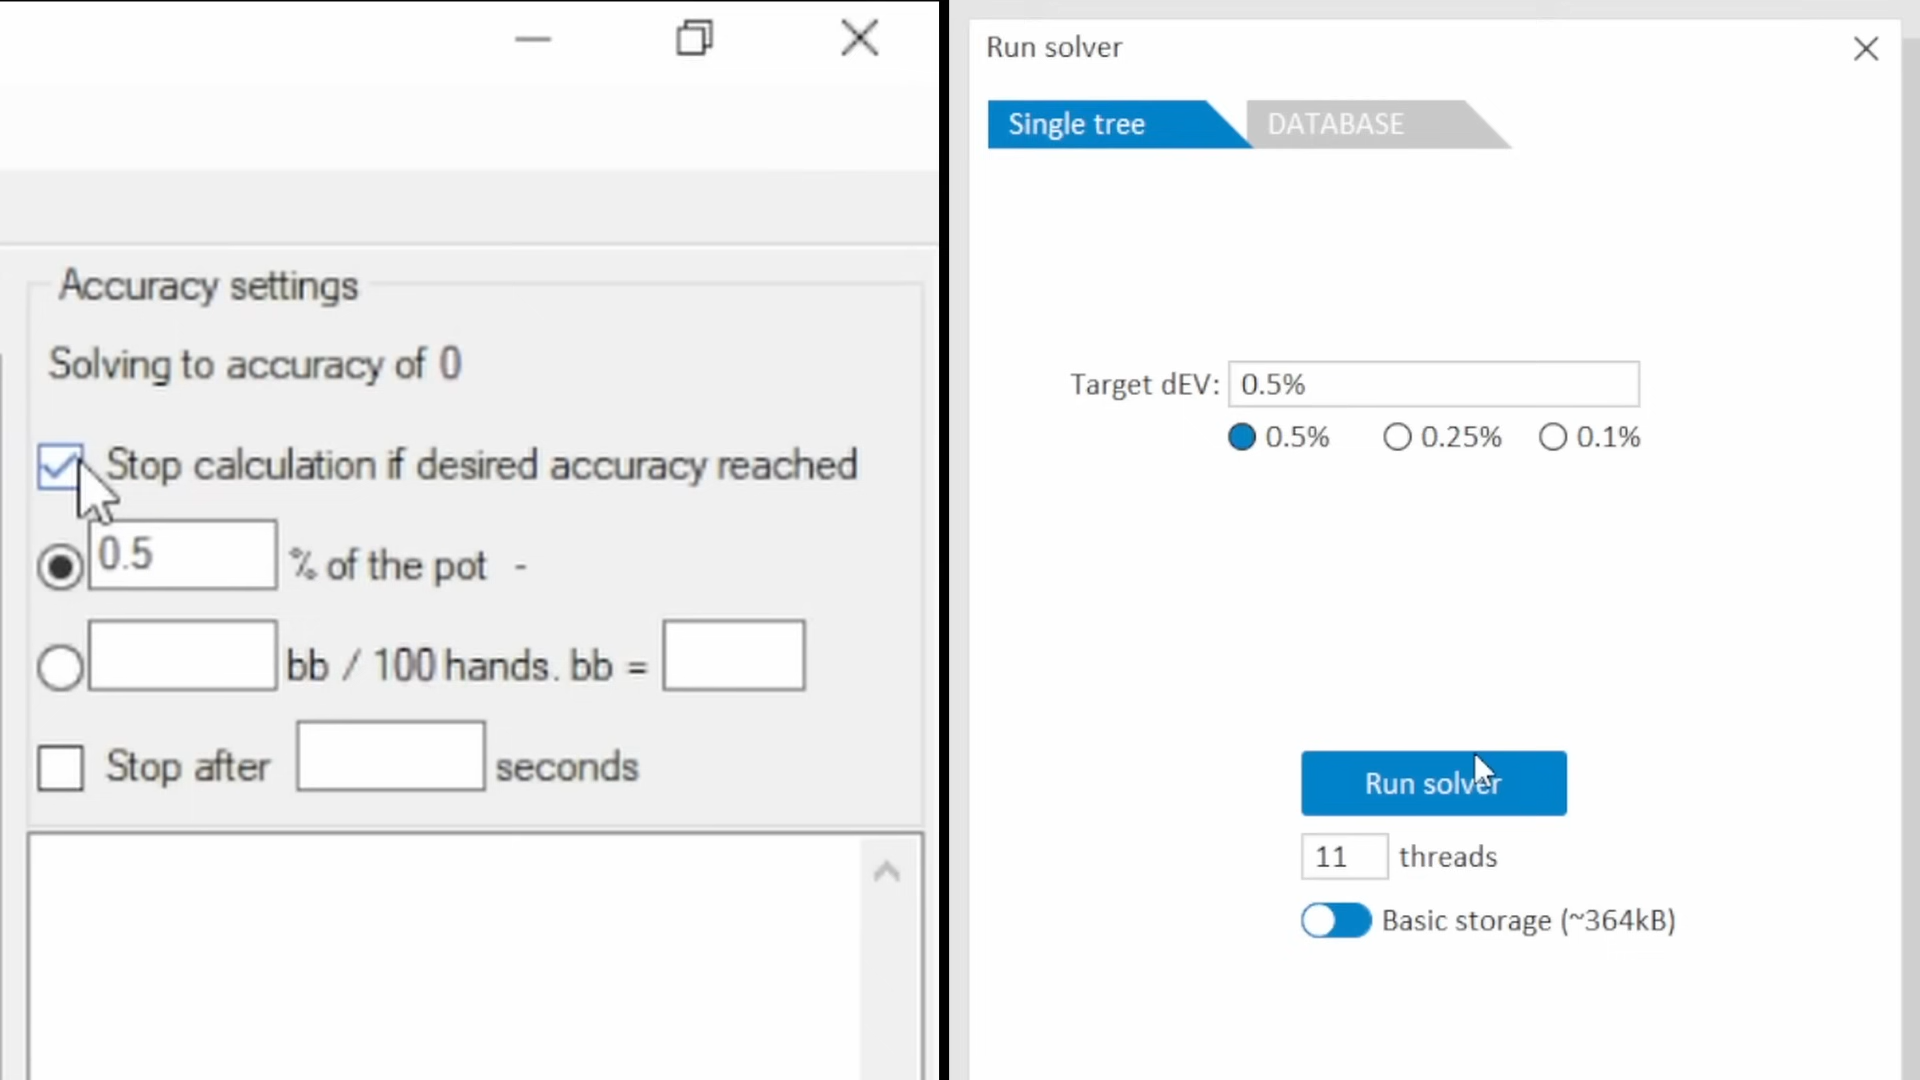 Accuracy settings
Solving to accuracy of 0
Stop calculation if desired accuracy reached
0.5 % of the pot -
bb / 100 hands. bb =
Stop after seconds
Run solver
Single tree DATABASE
Target dEV: 0.5%
0.5% 0.25% 0.1%
Run solver
11 threads
Basic storage (~364kB)